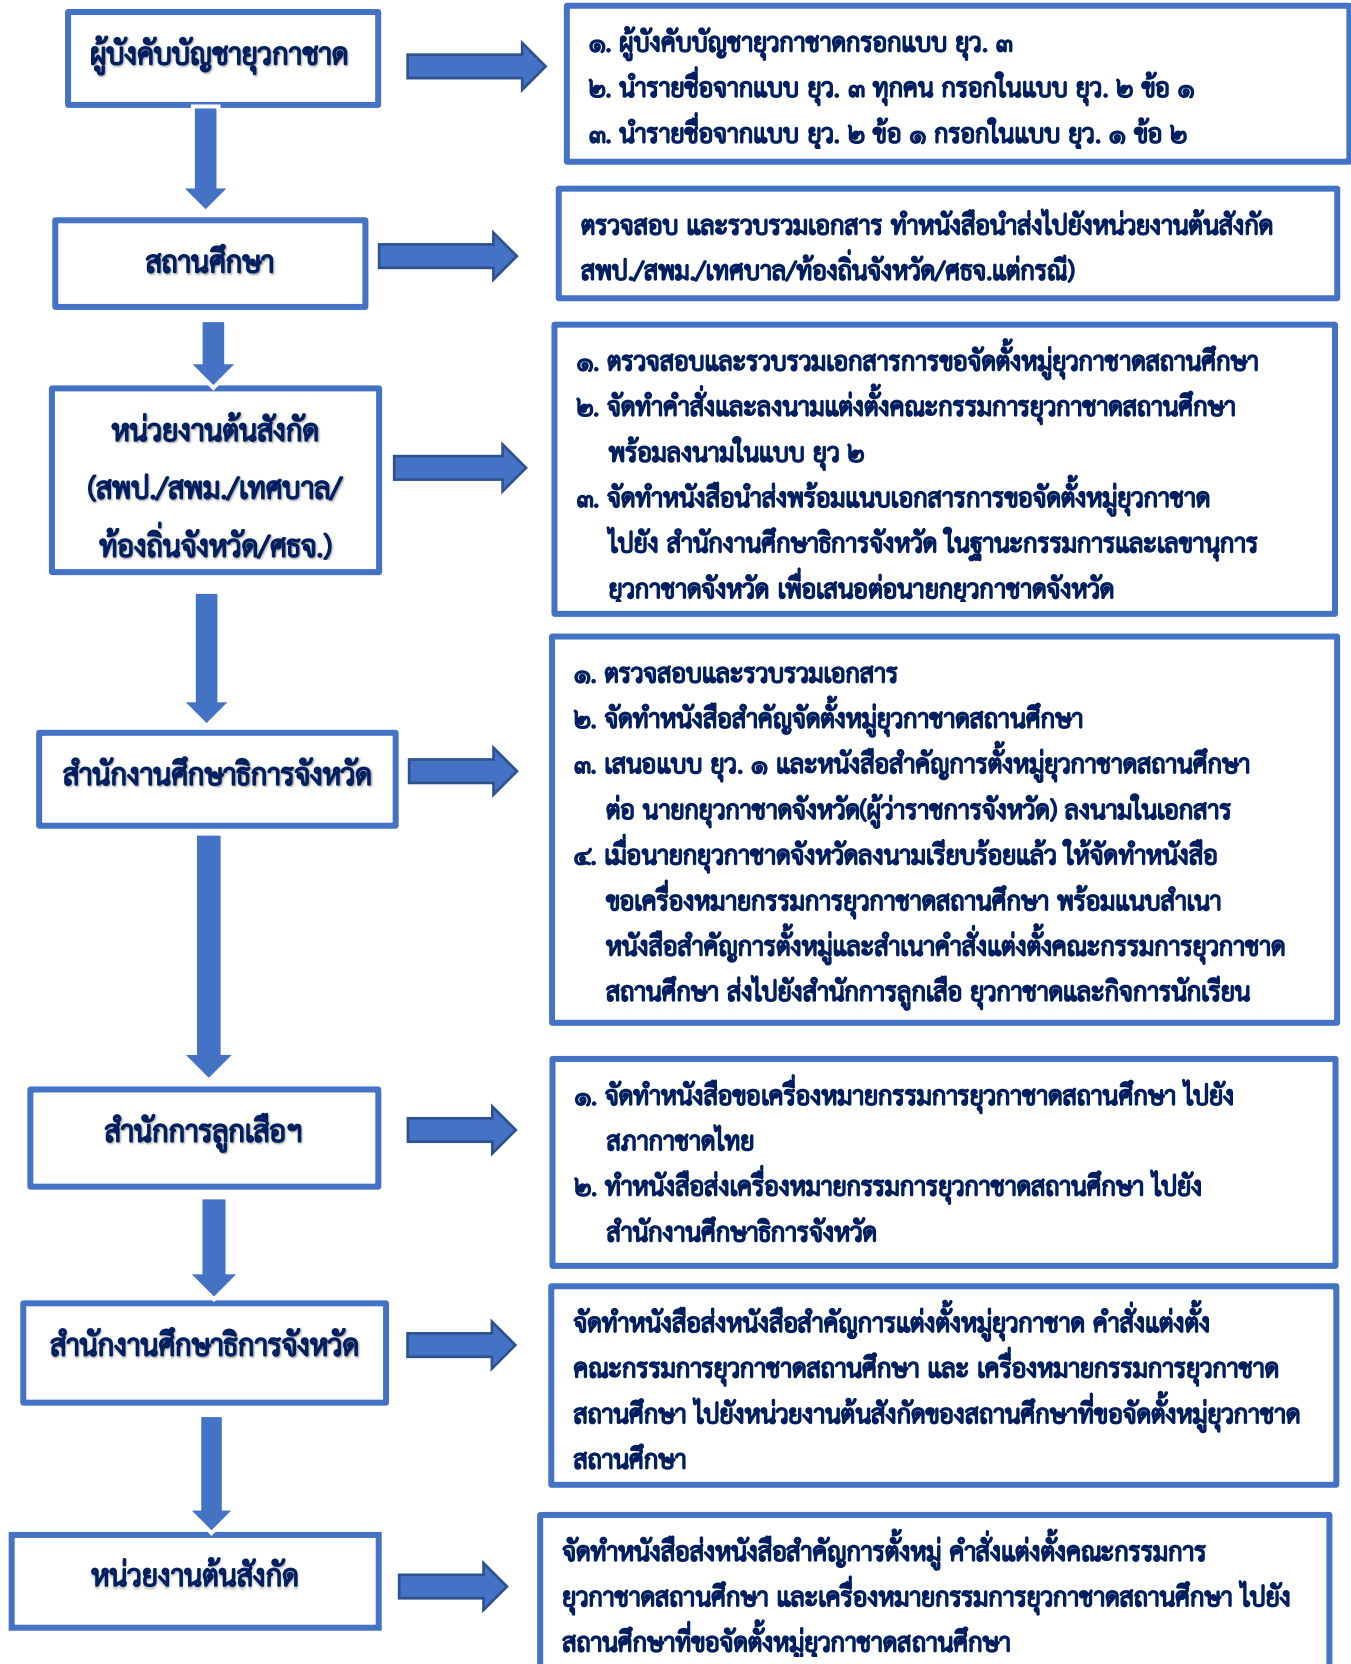 ผู้บังคับบัญชายุวกาชาด
๑. ผู้บังคับบัญชายุวกาชาดกรอกแบบ ยุว. ๓
๒. นำรายชื่อจากแบบ ยุว. ๓ ทุกคน กรอกในแบบ ยุว. ๒ ข้อ ๑
๓. นำรายชื่อจากแบบ ยุว. ๒ ข้อ ๑ กรอกในแบบ ยุว. ๑ ข้อ ๒
สถานศึกษา
ตรวจสอบ และรวบรวมเอกสาร ทำหนังสือนำส่งไปยังหน่วยงานต้นสังกัด
สพป./สพม./เทศบาล/ท้องถิ่นจังหวัด/ศธจ.แต่กรณี)
หน่วยงานต้นสังกัด
(สพป./สพม./เทศบาล/
ท้องถิ่นจังหวัด/ศธจ.)
๑. ตรวจสอบและรวบรวมเอกสารการขอจัดตั้งหมู่ยุวกาชาดสถานศึกษา
๒. จัดทำคำสั่งและลงนามแต่งตั้งคณะกรรมการยุวกาชาดสถานศึกษา
พร้อมลงนามในแบบ ยุว ๒
๓. จัดทำหนังสือนำส่งพร้อมแนบเอกสารการขอจัดตั้งหมู่ยุวกาชาด
ไปยัง สำนักงานศึกษาธิการจังหวัด ในฐานะกรรมการและเลขานุการ
ยุวกาชาดจังหวัด เพื่อเสนอต่อนายกยุวกาชาดจังหวัด
สำนักงานศึกษาธิการจังหวัด
๑. ตรวจสอบและรวบรวมเอกสาร
๒. จัดทำหนังสือสำคัญจัดตั้งหมู่ยุวกาชาดสถานศึกษา
๓. เสนอแบบ ยุว. ๑ และหนังสือสำคัญการตั้งหมู่ยุวกาชาดสถานศึกษา
ต่อ นายกยุวกาชาดจังหวัด(ผู้ว่าราชการจังหวัด) ลงนามในเอกสาร
๔. เมื่อนายกยุวกาชาดจังหวัดลงนามเรียบร้อยแล้ว ให้จัดทำหนังสือ
ขอเครื่องหมายกรรมการยุวกาชาดสถานศึกษา พร้อมแนบสำเนา
หนังสือสำคัญการตั้งหมู่และสำเนาคำสั่งแต่งตั้งคณะกรรมการยุวกาชาด
สถานศึกษา ส่งไปยังสำนักการลูกเสือ ยุวกาชาดและกิจการนักเรียน
สำนักการลูกเสือฯ
๑. จัดทำหนังสือขอเครื่องหมายกรรมการยุวกาชาดสถานศึกษา ไปยัง
สภากาชาดไทย
๒. ทำหนังสือส่งเครื่องหมายกรรมการยุวกาชาดสถานศึกษา ไปยัง
สำนักงานศึกษาธิการจังหวัด
สำนักงานศึกษาธิการจังหวัด
จัดทำหนังสือส่งหนังสือสำคัญการแต่งตั้งหมู่ยุวกาชาด คำสั่งแต่งตั้ง
คณะกรรมการยุวกาชาดสถานศึกษา และ เครื่องหมายกรรมการยุวกาชาด
สถานศึกษา ไปยังหน่วยงานต้นสังกัดของสถานศึกษาที่ขอจัดตั้งหมู่ยุวกาชาด
สถานศึกษา
หน่วยงานต้นสังกัด
จัดทำหนังสือส่งหนังสือสำคัญการตั้งหมู่ คำสั่งแต่งตั้งคณะกรรมการ
ยุวกาชาดสถานศึกษา และเครื่องหมายกรรมการยุวกาชาดสถานศึกษา ไปยัง
สถานศึกษาที่ขอจัดตั้งหมู่ยุวกาชาดสถานศึกษา